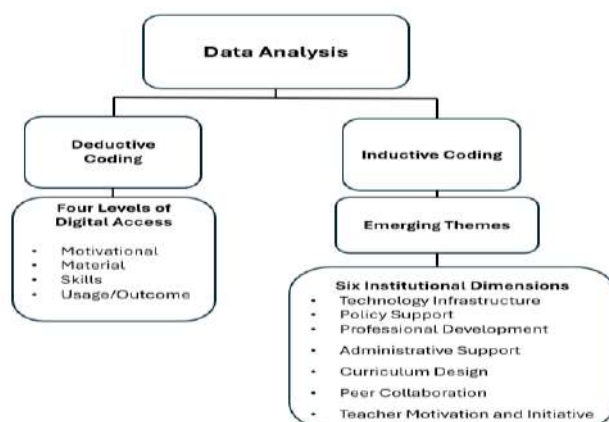 Data Analysis
Deductive
Coding
Four Levels of
Digital Access
• Motivational
• Material
• Skills
• Usage/Outcome
Inductive Coding
Emerging Themes
Six Institutional Dimensions
• Technology Infrastructure
• Policy Support
• Professional Development
• Administrative Support
• Curriculum Design
• Peer Collaboration
• Teacher Motivation and Initiative